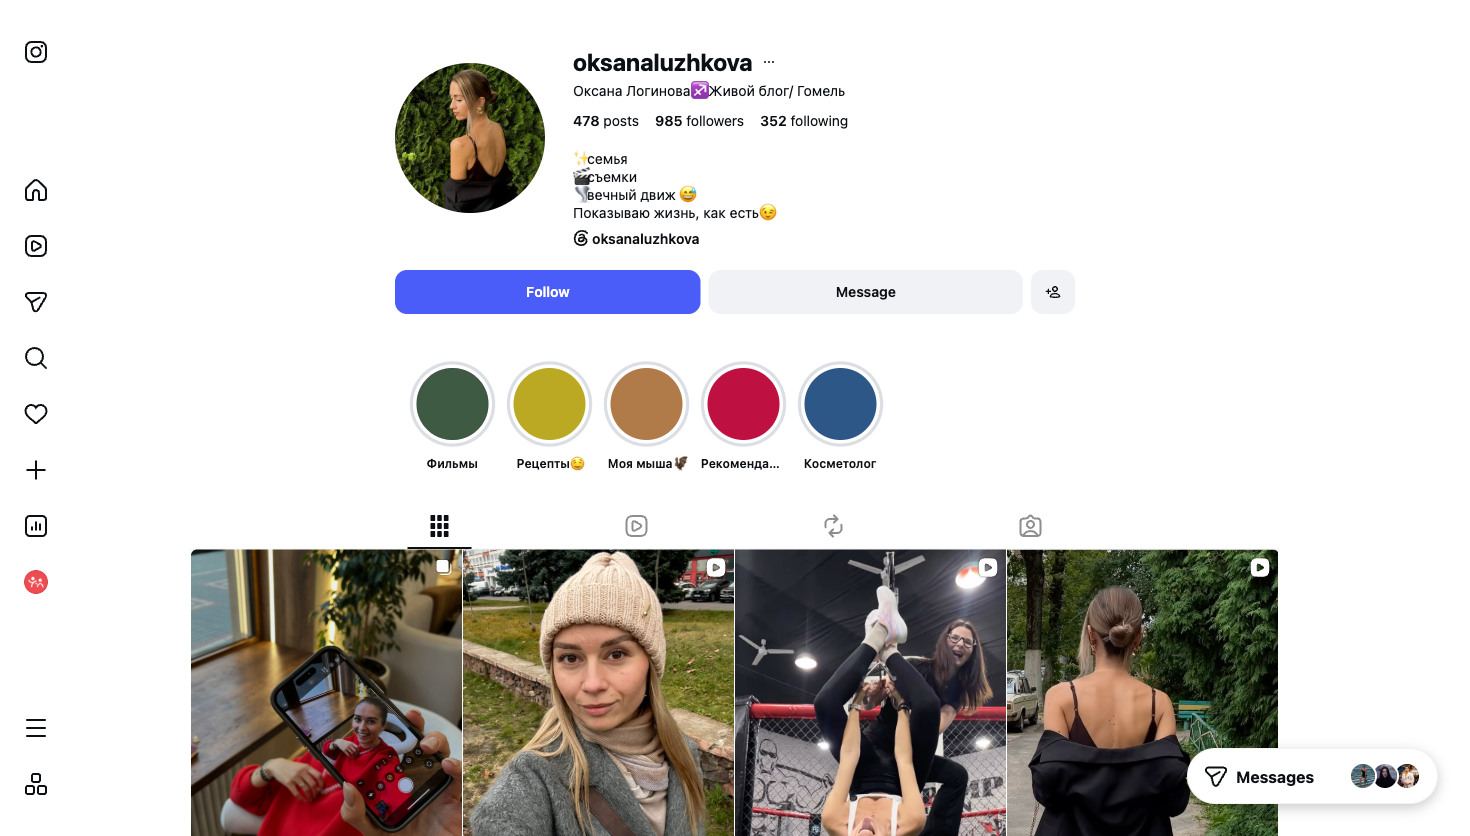 oksanaluzhkova ...
Оксана Логинова♐Живой блог/ Гомель
478 posts 985 followers 352 following
✨семья
🎬съемки
🌪️вечный движ 😅
Показываю жизнь, как есть😉
oksanaluzhkova
Follow
Message
Фильмы
Рецепты😋
Моя мыша🦇
Рекоменда...
Косметолог
Messages